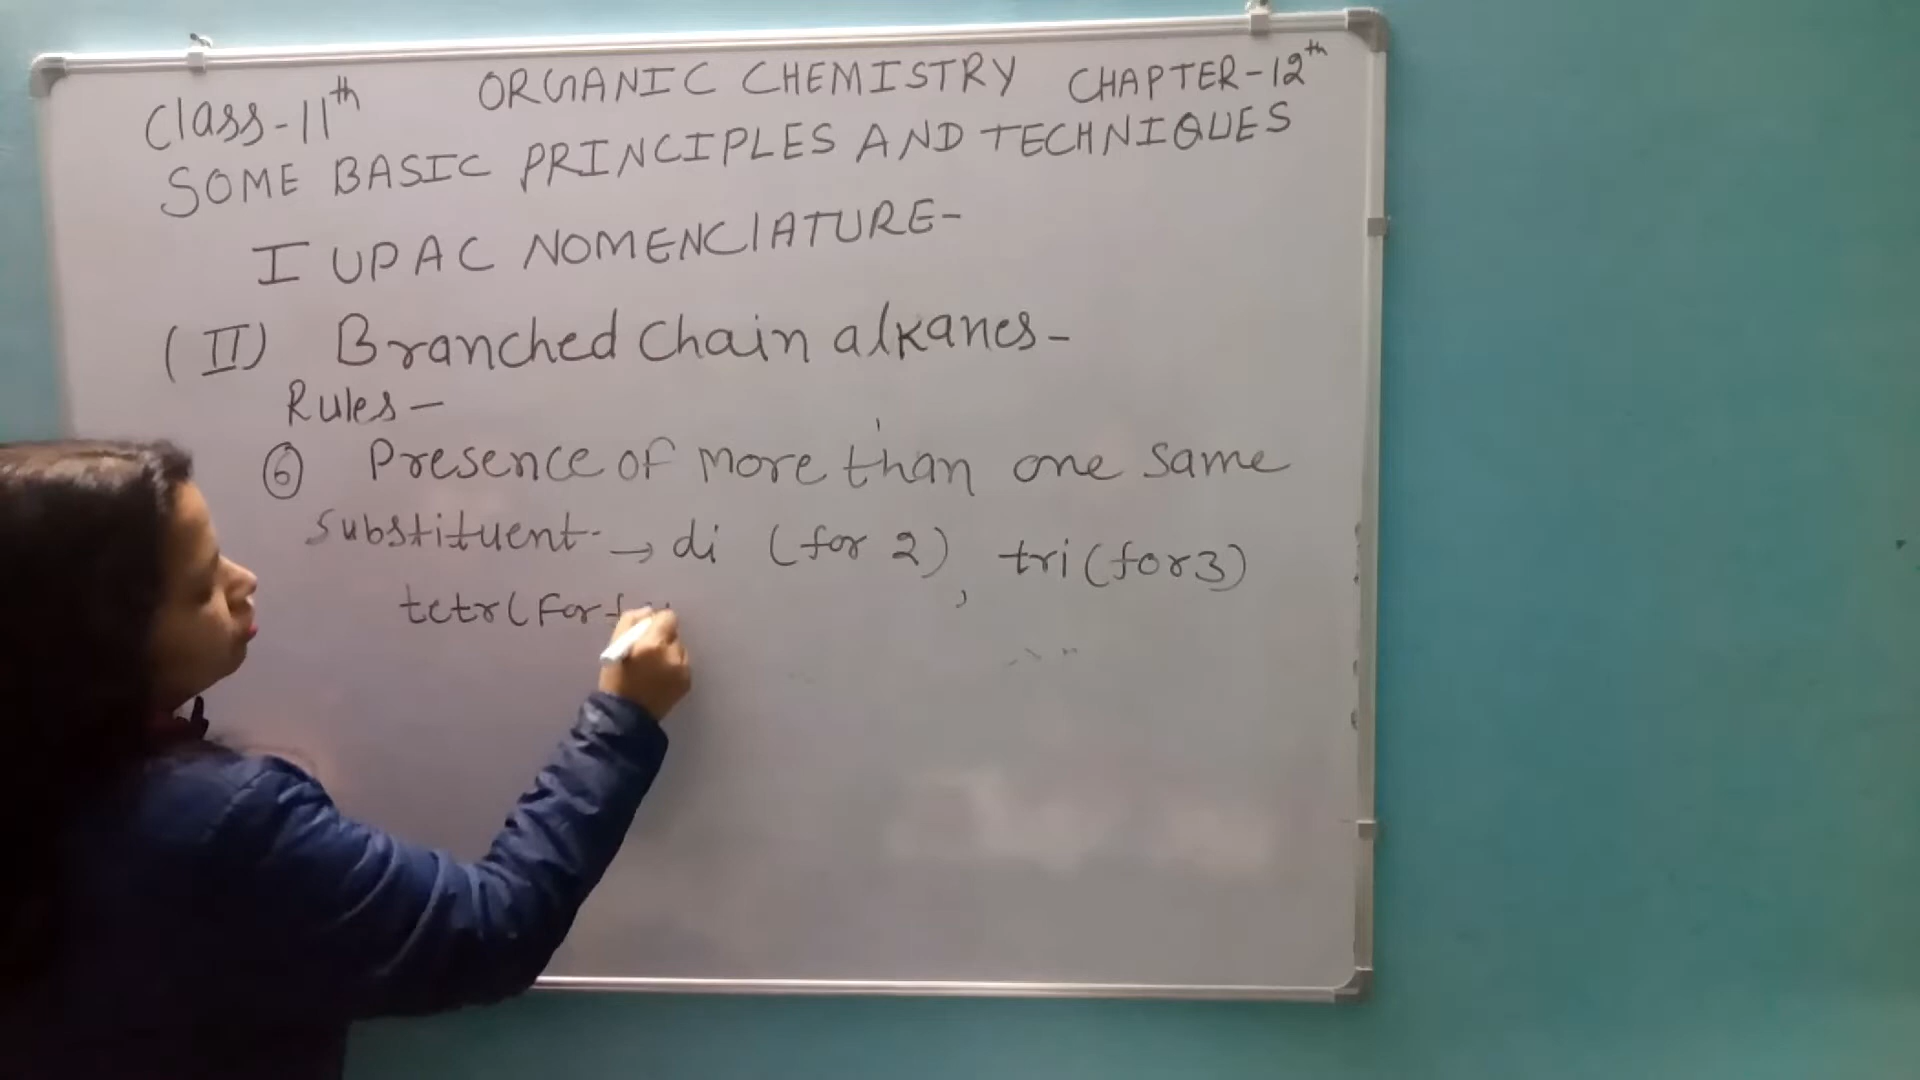 Class-11th ORGANIC CHEMISTRY CHAPTER-12th
SOME BASIC PRINCIPLES AND TECHNIQUES
IUPAC NOMENClATURE-
(II) Branched Chain alkanes-
Rules-
6 Presence of more than one same
Substituent → di (for 2), tri (for 3)
tetr (For